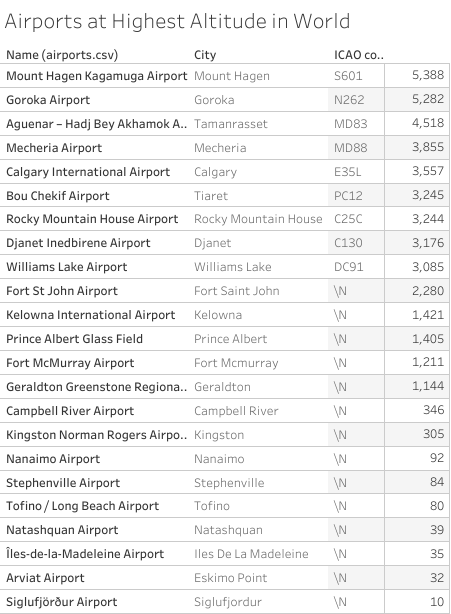 Airports at Highest Altitude in World
Name (airports.csv) City ICAO co..
Mount Hagen Kagamuga Airport Mount Hagen S601 5,388
Goroka Airport Goroka N262 5,282
Aguenar – Hadj Bey Akhamok A.. Tamanrasset MD83 4,518
Mecheria Airport Mecheria MD88 3,855
Calgary International Airport Calgary E35L 3,557
Bou Chekif Airport Tiaret PC12 3,245
Rocky Mountain House Airport Rocky Mountain House C25C 3,244
Djanet Inedbirene Airport Djanet C130 3,176
Williams Lake Airport Williams Lake DC91 3,085
Fort St John Airport Fort Saint John \N 2,280
Kelowna International Airport Kelowna \N 1,421
Prince Albert Glass Field Prince Albert \N 1,405
Fort McMurray Airport Fort Mcmurray \N 1,211
Geraldton Greenstone Regiona.. Geraldton \N 1,144
Campbell River Airport Campbell River \N 346
Kingston Norman Rogers Airpo.. Kingston \N 305
Nanaimo Airport Nanaimo \N 92
Stephenville Airport Stephenville \N 84
Tofino / Long Beach Airport Tofino \N 80
Natashquan Airport Natashquan \N 39
Îles-de-la-Madeleine Airport Iles De La Madeleine \N 35
Arviat Airport Eskimo Point \N 32
Siglufjörður Airport Siglufjordur \N 10